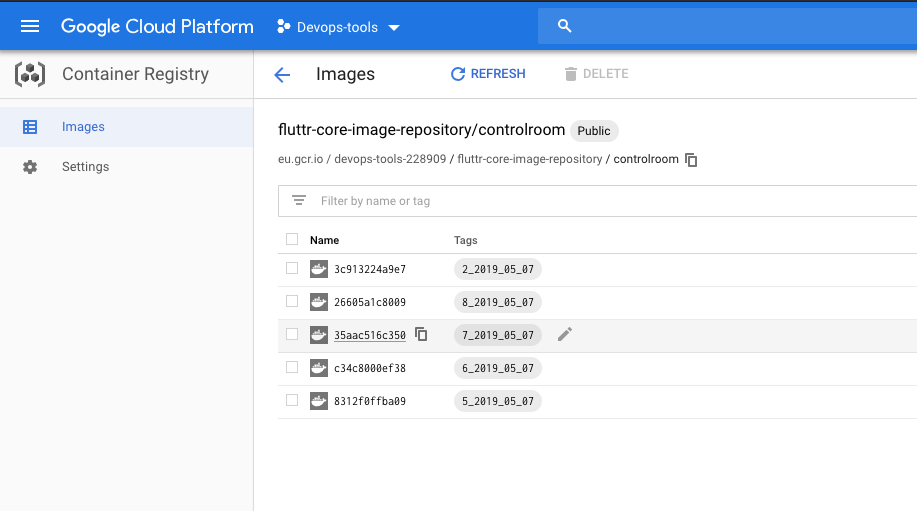 Google Cloud Platform Devops-tools
Container Registry Images REFRESH DELETE
Images
Settings
fluttr-core-image-repository/controlroom Public
eu.gcr.io / devops-tools-228909 / fluttr-core-image-repository / controlroom
Filter by name or tag
Name Tags
3c913224a9e7 2_2019_05_07
26605a1c8009 8_2019_05_07
35aac516c350 7_2019_05_07
c34c8000ef38 6_2019_05_07
8312f0ffba09 5_2019_05_07